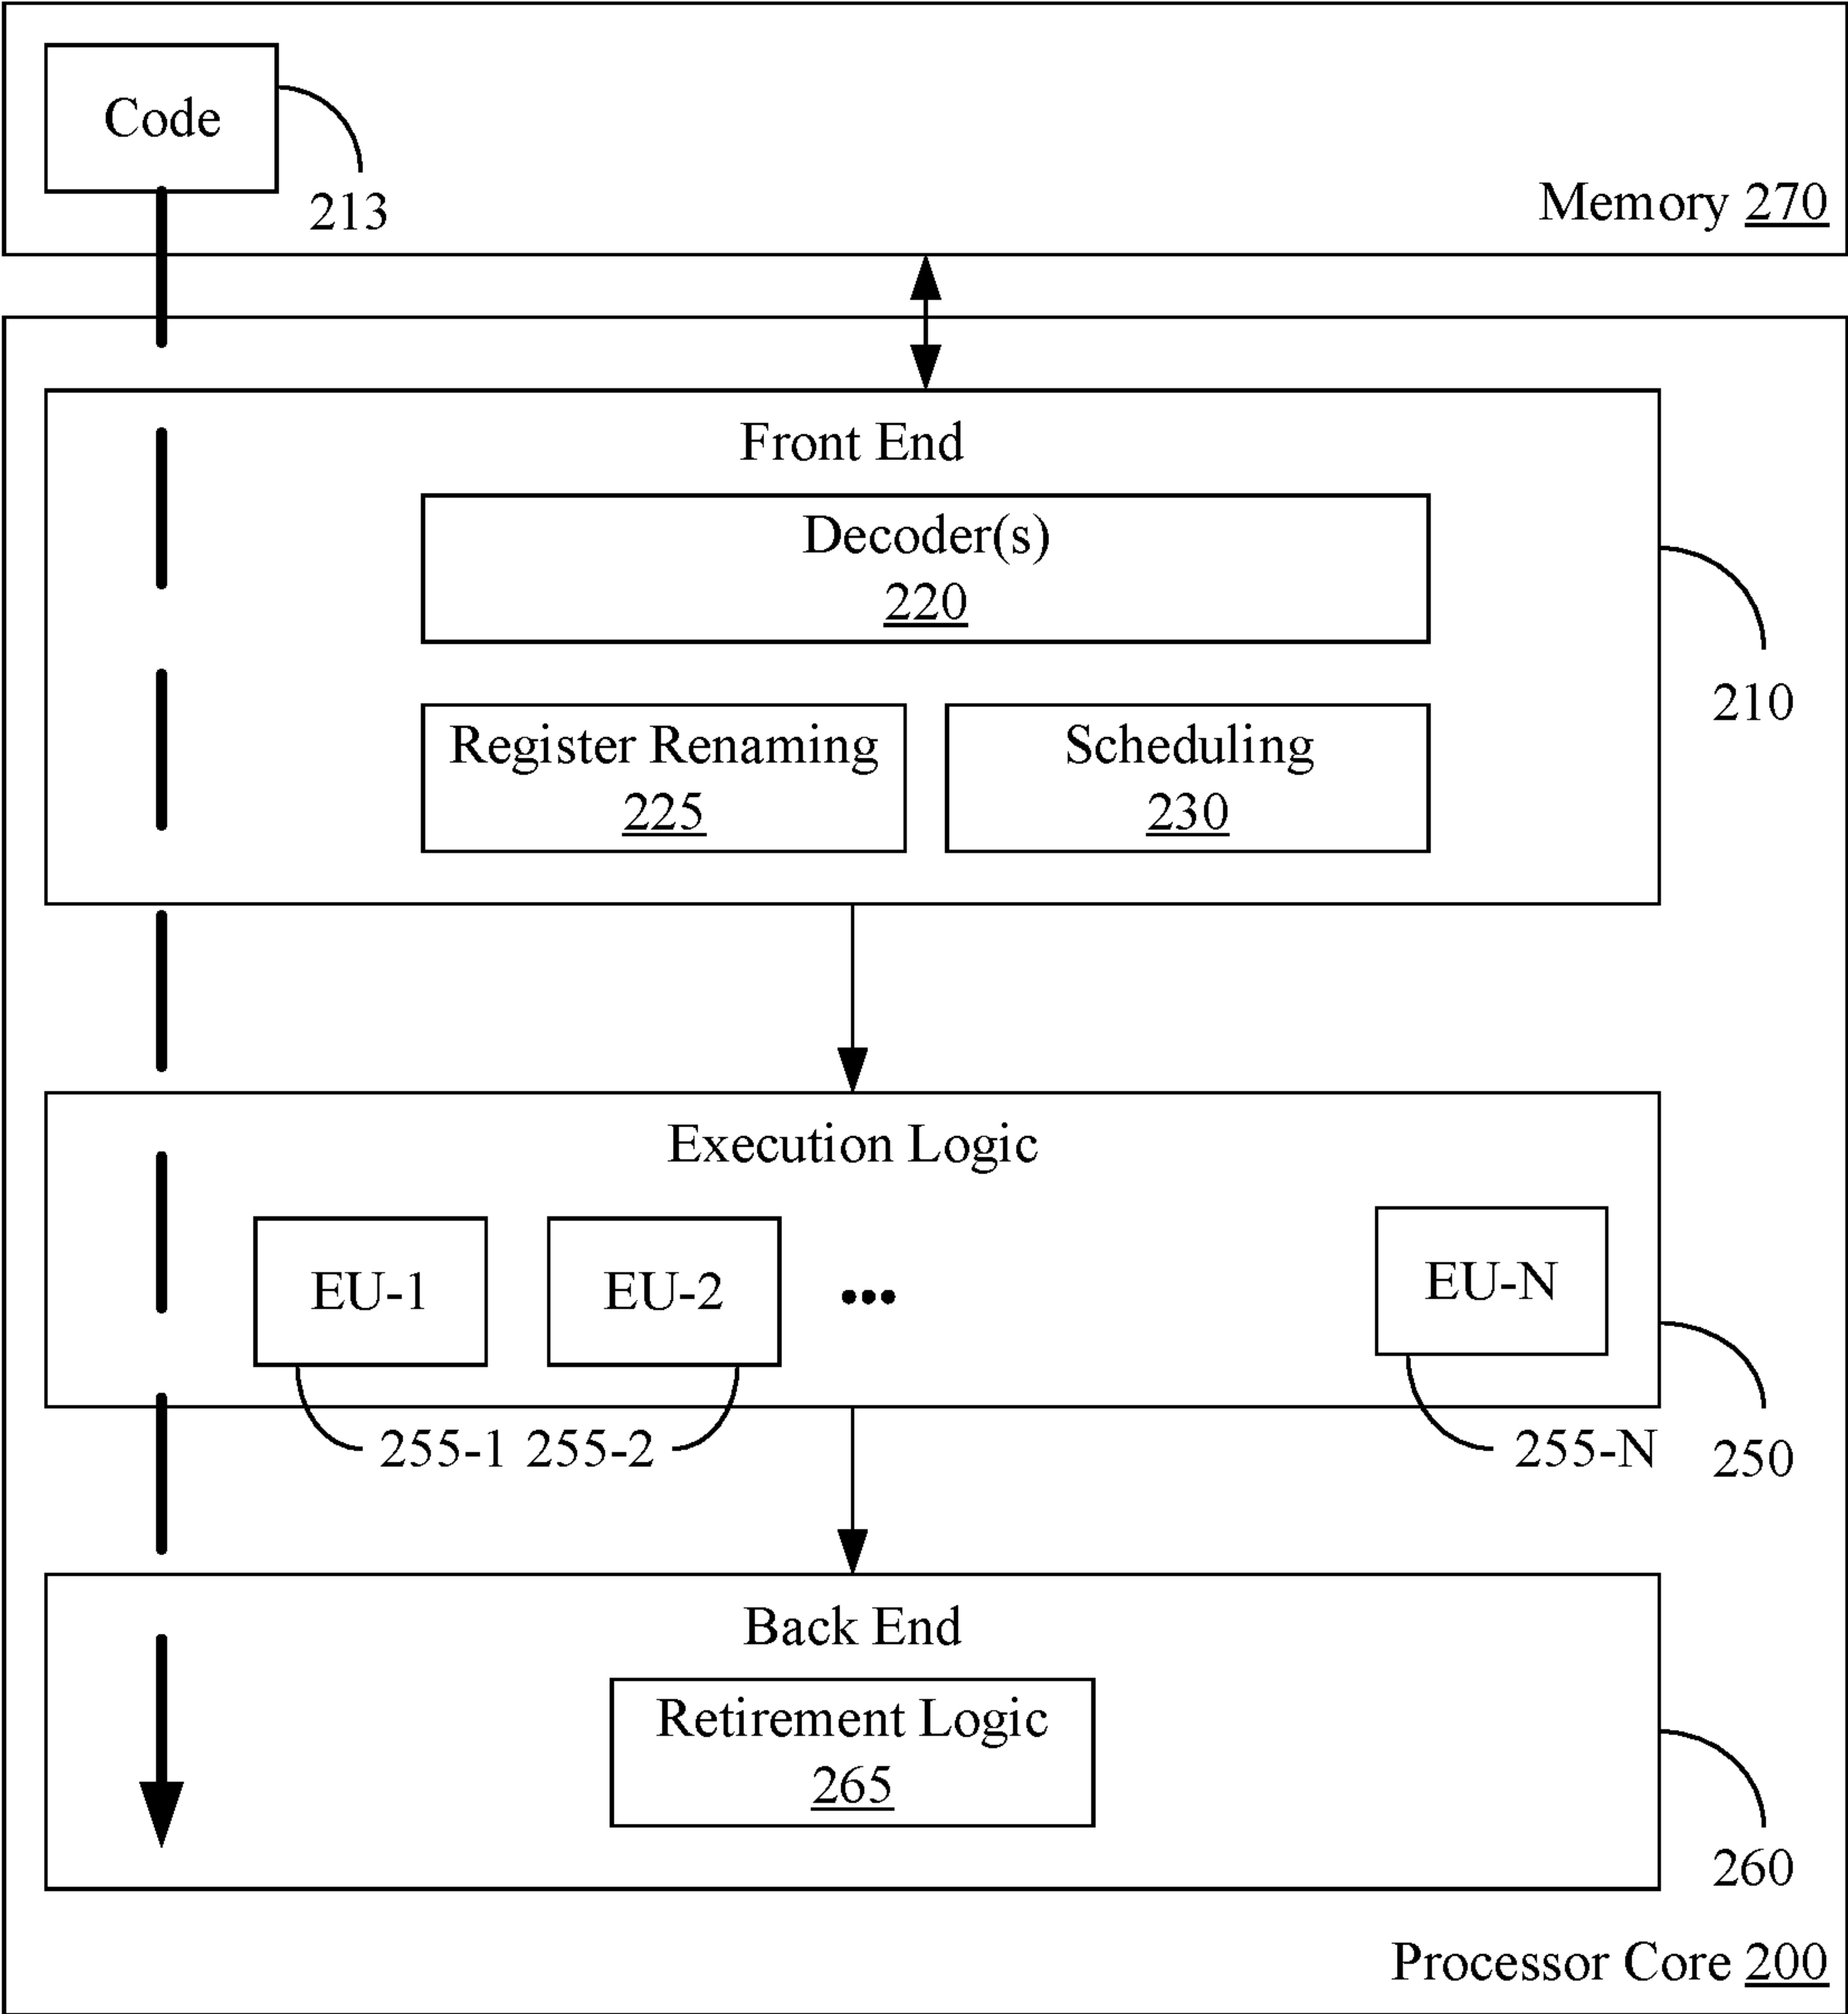 Code
213
Memory 270
Front End
Decoder(s)
220
210
Register Renaming
225
Scheduling
230
Execution Logic
EU-1
EU-2
•••
EU-N
255-1 255-2
255-N
250
Back End
Retirement Logic
265
260
Processor Core 200